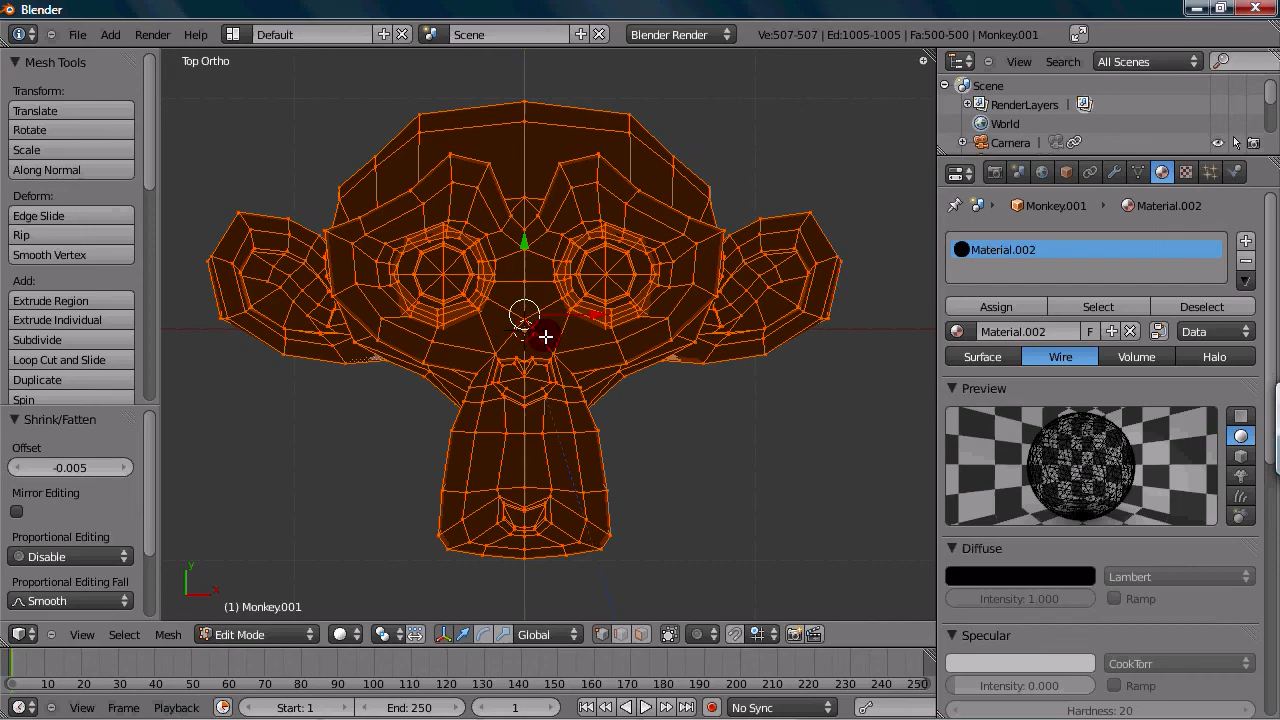 Blender
File Add Render Help Default Scene Blender Render Ve:507-507 | Ed:1005-1005 | Fa:500-500 | Monkey.001
Mesh Tools
Transform:
Translate
Rotate
Scale
Along Normal
Deform:
Edge Slide
Rip
Smooth Vertex
Add:
Extrude Region
Extrude Individual
Subdivide
Loop Cut and Slide
Duplicate
Spin
Shrink/Fatten
Offset
-0.005
Mirror Editing
Proportional Editing
Disable
Proportional Editing Fall
Smooth
Top Ortho
y
x
(1) Monkey.001
View Select Mesh Edit Mode Global
0 10 20 30 40 50 60 70 80 90 100 110 120 130 140 150 160 170 180 190 200 210 220 230 240 250
View Frame Playback Start: 1 End: 250 1 No Sync
View Search All Scenes
Scene
RenderLayers |
World
Camera |
Monkey.001 Material.002
Material.002
Assign Select Deselect
Material.002 F Data
Surface Wire Volume Halo
Preview
Diffuse
Lambert
Intensity: 1.000 Ramp
Specular
CookTorr
Intensity: 0.000 Ramp
Hardness: 20